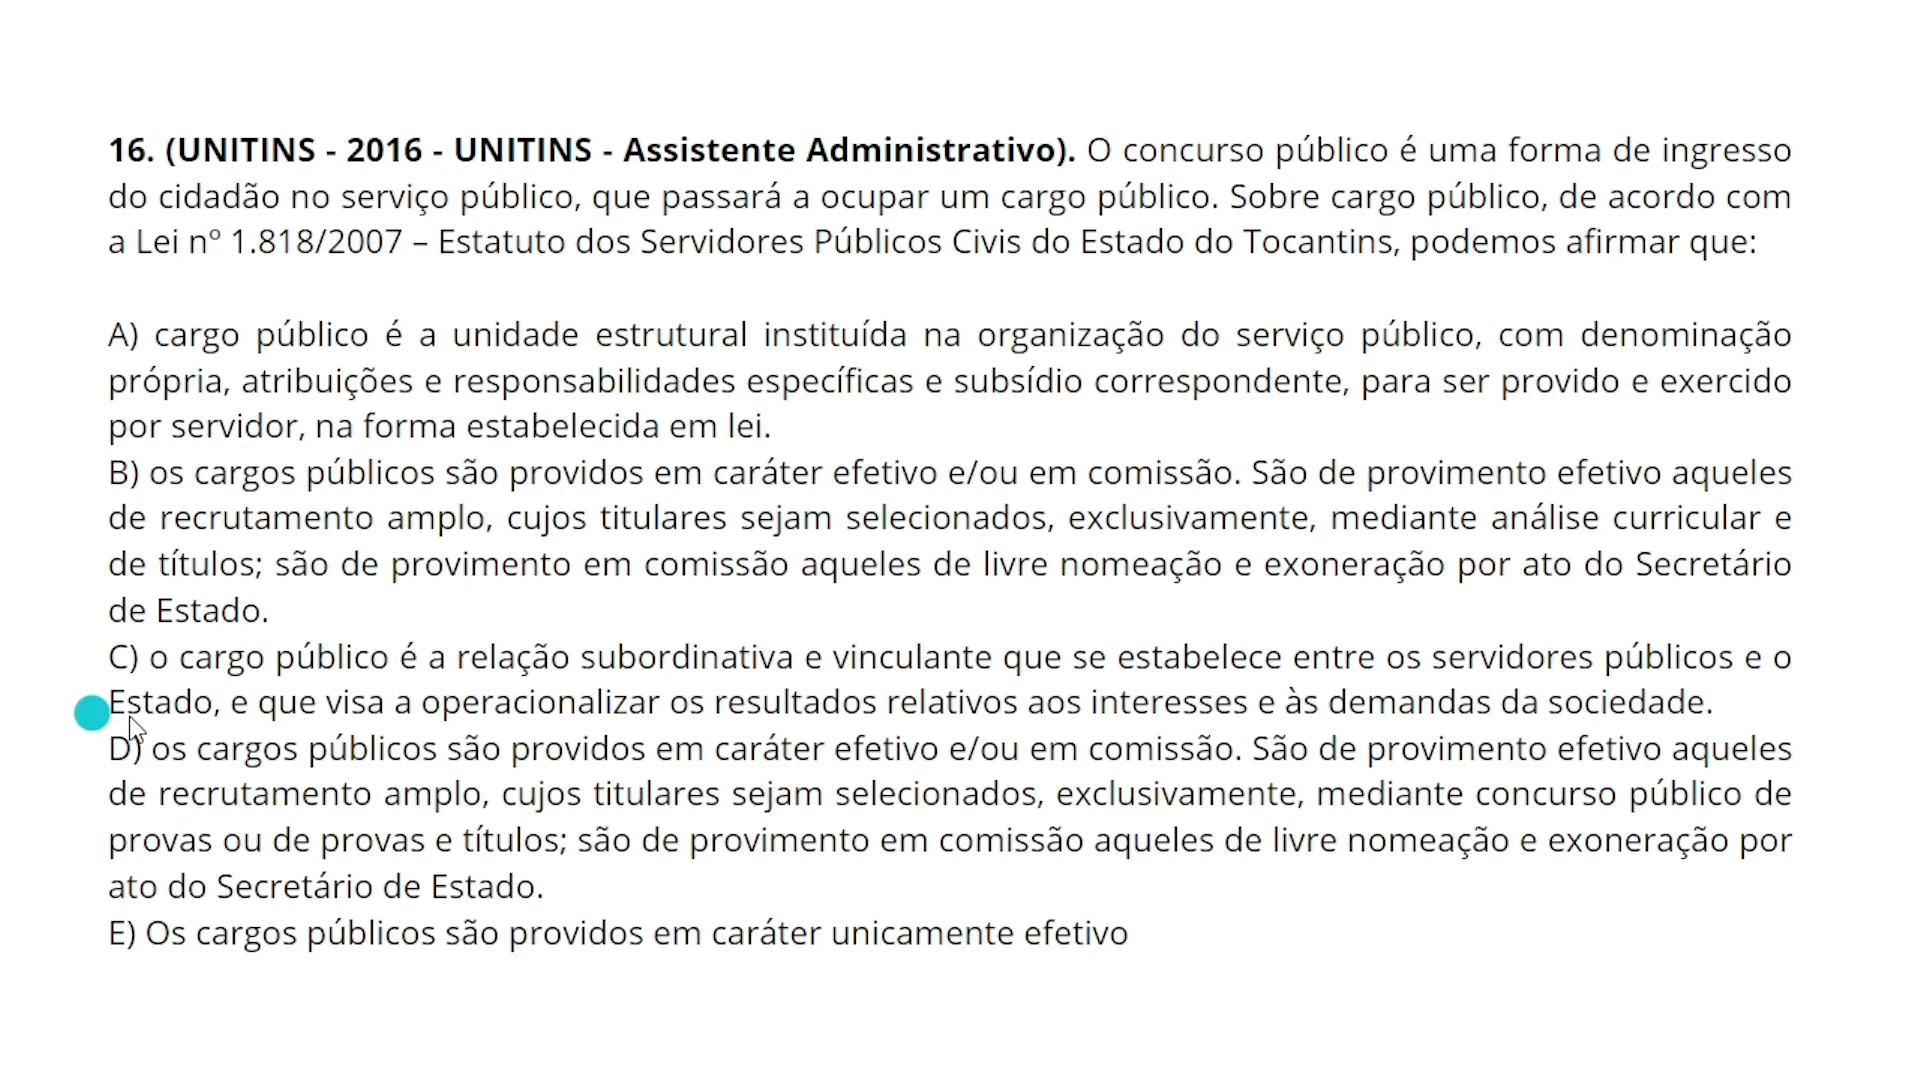 16. (UNITINS - 2016 - UNITINS - Assistente Administrativo). O concurso público é uma forma de ingresso
do cidadão no serviço público, que passará a ocupar um cargo público. Sobre cargo público, de acordo com
a Lei nº 1.818/2007 – Estatuto dos Servidores Públicos Civis do Estado do Tocantins, podemos afirmar que:
A) cargo público é a unidade estrutural instituída na organização do serviço público, com denominação
própria, atribuições e responsabilidades específicas e subsídio correspondente, para ser provido e exercido
por servidor, na forma estabelecida em lei.
B) os cargos públicos são providos em caráter efetivo e/ou em comissão. São de provimento efetivo aqueles
de recrutamento amplo, cujos titulares sejam selecionados, exclusivamente, mediante análise curricular e
de títulos; são de provimento em comissão aqueles de livre nomeação e exoneração por ato do Secretário
de Estado.
C) o cargo público é a relação subordinativa e vinculante que se estabelece entre os servidores públicos e o
Estado, e que visa a operacionalizar os resultados relativos aos interesses e às demandas da sociedade.
D) os cargos públicos são providos em caráter efetivo e/ou em comissão. São de provimento efetivo aqueles
de recrutamento amplo, cujos titulares sejam selecionados, exclusivamente, mediante concurso público de
provas ou de provas e títulos; são de provimento em comissão aqueles de livre nomeação e exoneração por
ato do Secretário de Estado.
E) Os cargos públicos são providos em caráter unicamente efetivo